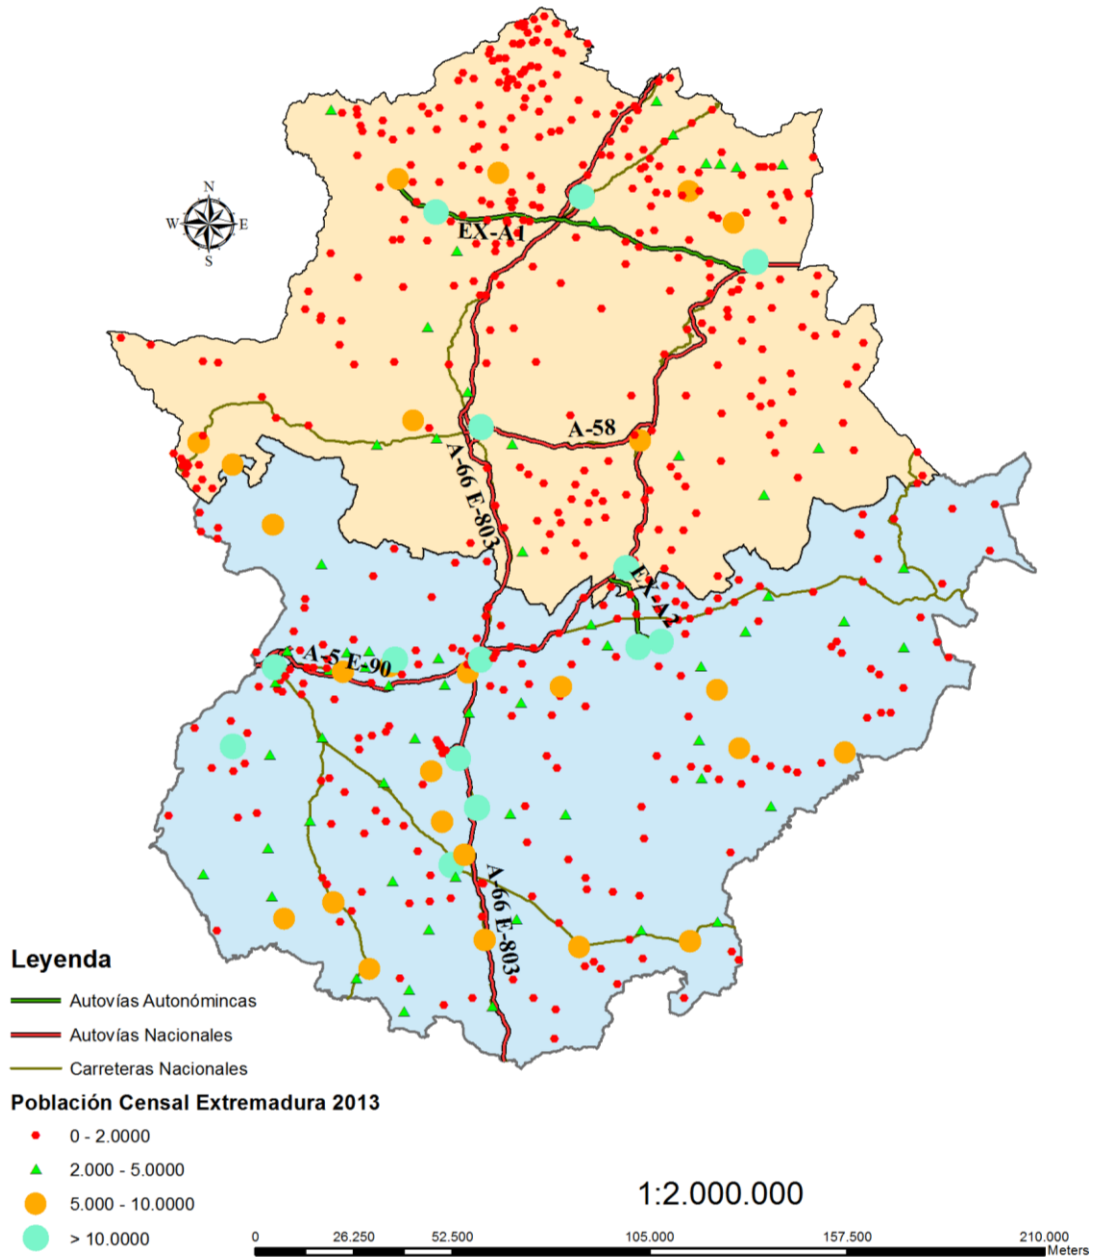 N
W E
S
EX-A1
A-58
A-66 E-803
EX-A2
A-5 E-90
A-66 E-803
Leyenda
Autovías Autonómincas
Autovías Nacionales
Carreteras Nacionales
Población Censal Extremadura 2013
0 - 2.0000
2.000 - 5.0000
5.000 - 10.0000
> 10.0000
1:2.000.000
0 26.250 52.500 105.000 157.500 210.000
Meters